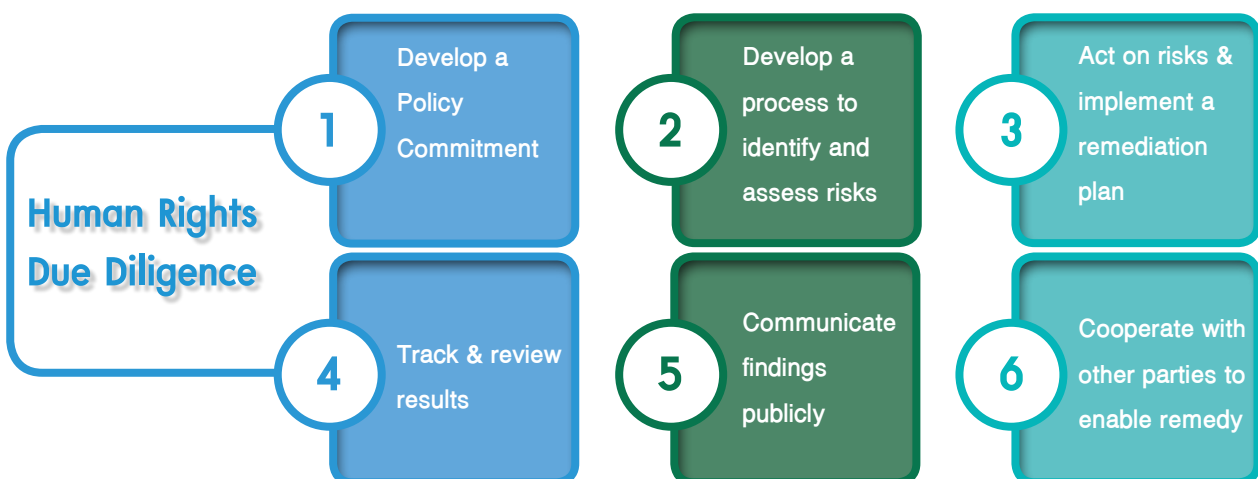 Human Rights
Due Diligence
1
Develop a
Policy
Commitment
2
Develop a
process to
identify and
assess risks
3
Act on risks &
implement a
remediation
plan
4
Track & review
results
5
Communicate
findings
publicly
6
Cooperate with
other parties to
enable remedy